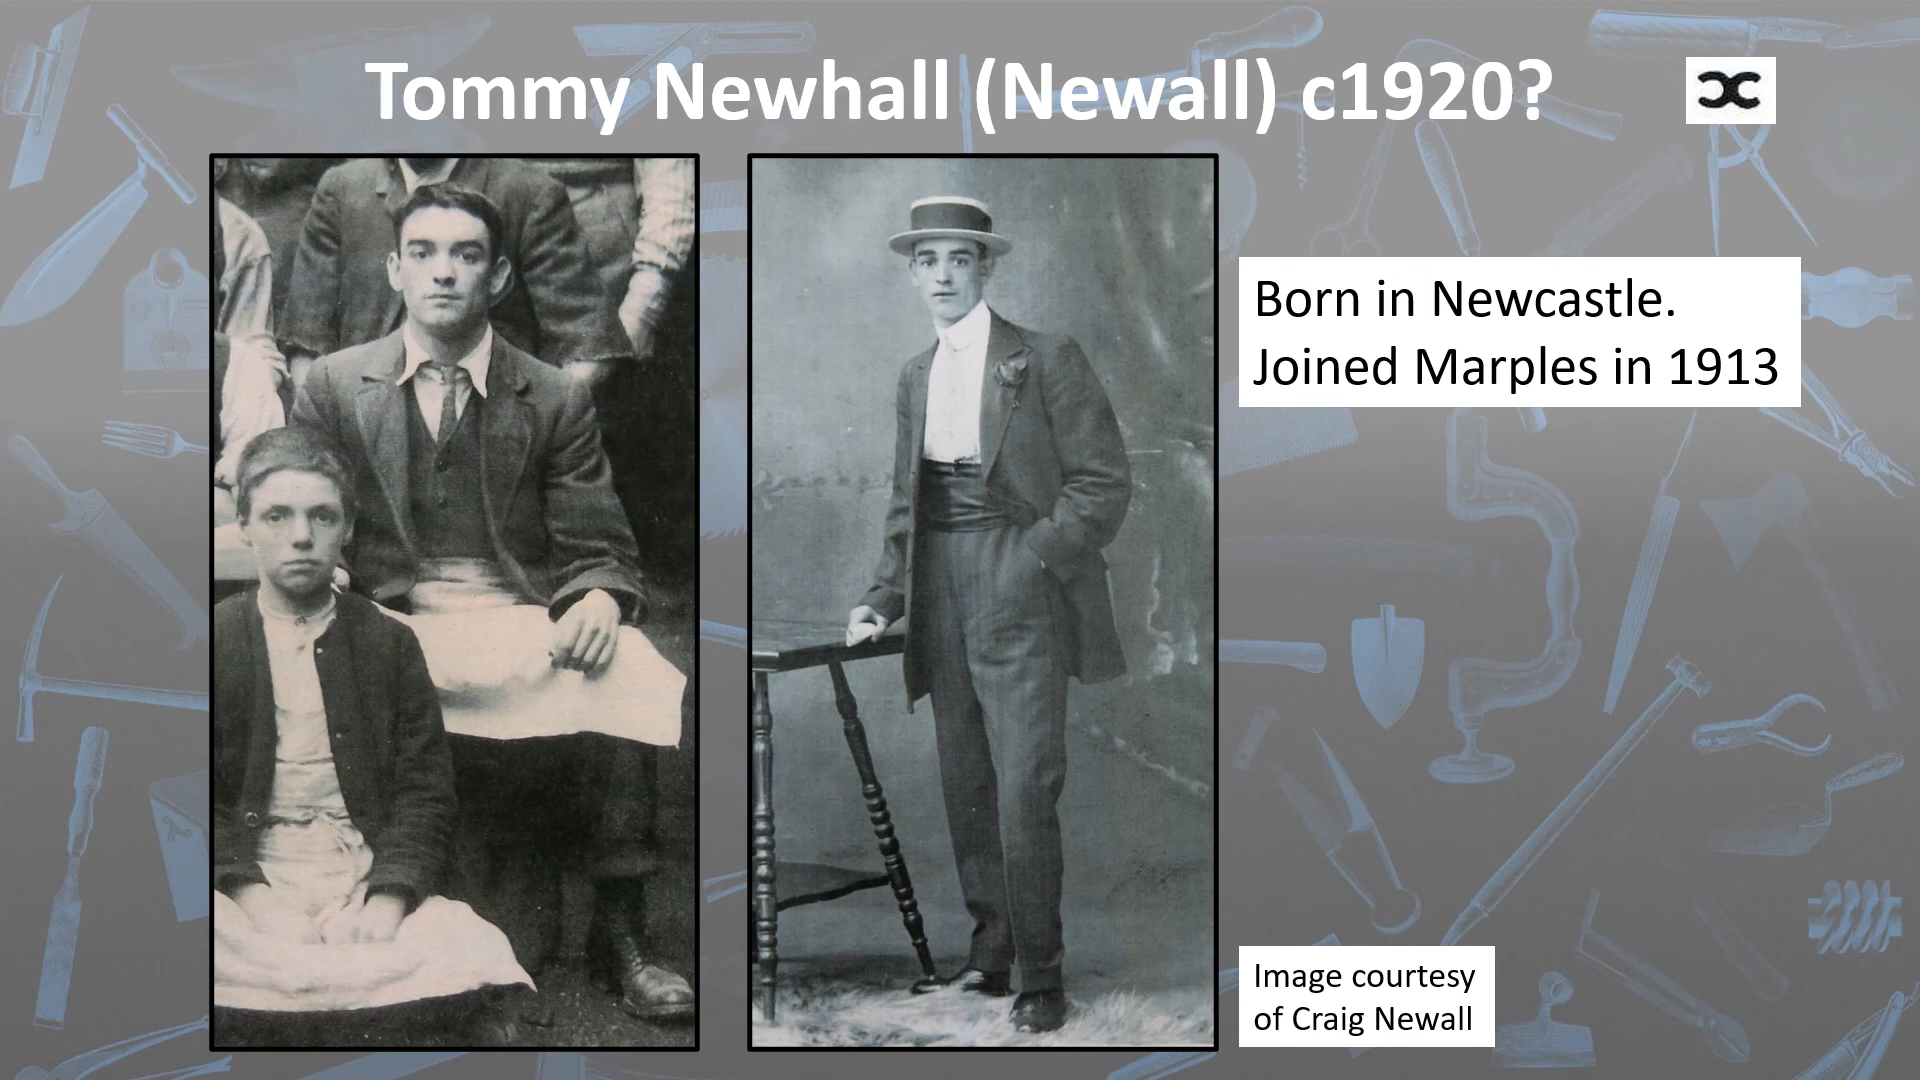 Tommy Newhall (Newall) c1920?
Born in Newcastle.
Joined Marples in 1913
Image courtesy
of Craig Newall